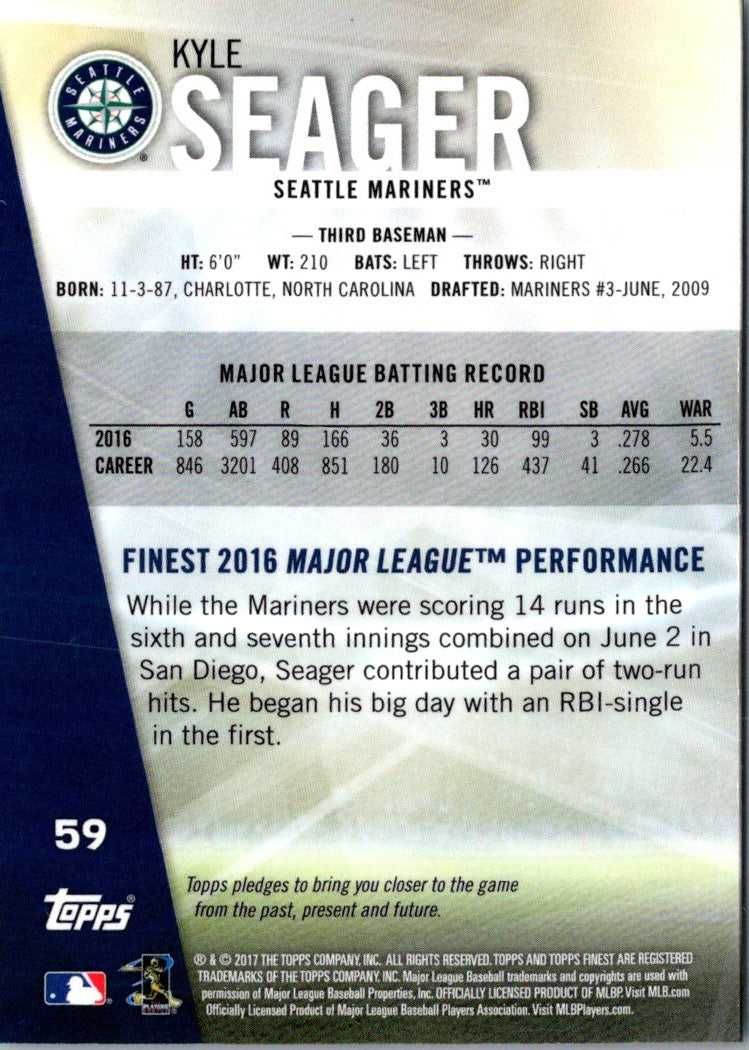 KYLE
SEAGER
SEATTLE MARINERS
®
SEATTLE MARINERS™
— THIRD BASEMAN —
HT: 6'0" WT: 210 BATS: LEFT THROWS: RIGHT
BORN: 11-3-87, CHARLOTTE, NORTH CAROLINA DRAFTED: MARINERS #3-JUNE, 2009
MAJOR LEAGUE BATTING RECORD
G AB R H 2B 3B HR RBI SB AVG WAR
2016 158 597 89 166 36 3 30 99 3 .278 5.5
CAREER 846 3201 408 851 180 10 126 437 41 .266 22.4
FINEST 2016 MAJOR LEAGUE™ PERFORMANCE
While the Mariners were scoring 14 runs in the
sixth and seventh innings combined on June 2 in
San Diego, Seager contributed a pair of two-run
hits. He began his big day with an RBI-single
in the first.
59
Topps®
Topps pledges to bring you closer to the game
from the past, present and future.
® & © 2017 THE TOPPS COMPANY, INC. ALL RIGHTS RESERVED. TOPPS AND TOPPS FINEST ARE REGISTERED
TRADEMARKS OF THE TOPPS COMPANY, INC. Major League Baseball trademarks and copyrights are used with
permission of Major League Baseball Properties, Inc. OFFICIALLY LICENSED PRODUCT OF MLBP. Visit MLB.com
Officially Licensed Product of Major League Baseball Players Association. Visit MLBPlayers.com.